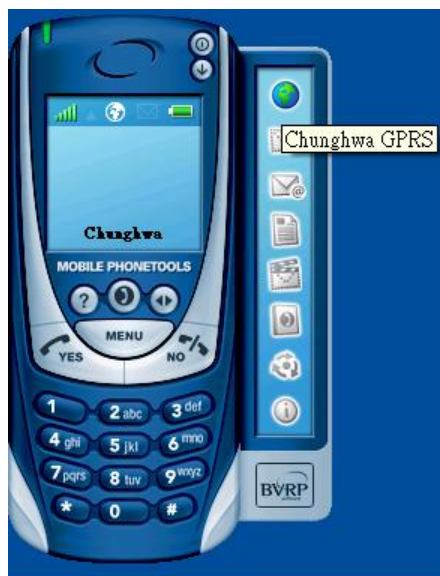 Chunghwa GPRS
Chunghwa
MOBILE PHONETOOLS
?
MENU
YES
NO
1
2 abc
3 def
4 ghi
5 jkl
6 mno
7 pqrs
8 tuv
9 wxyz
*
0
#
BVRP